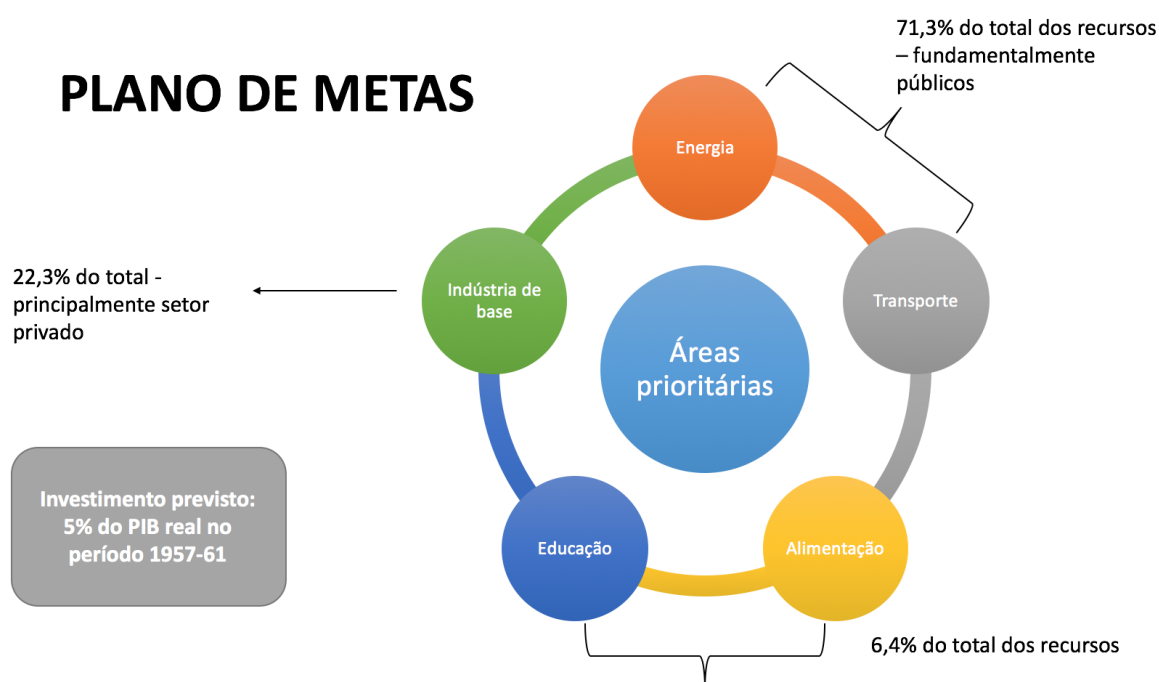 PLANO DE METAS
71,3% do total dos recursos
– fundamentalmente
públicos
Energia
Transporte
Indústria de
base
22,3% do total -
principalmente setor
privado
Áreas
prioritárias
Investimento previsto:
5% do PIB real no
período 1957-61
Educação
Alimentação
6,4% do total dos recursos